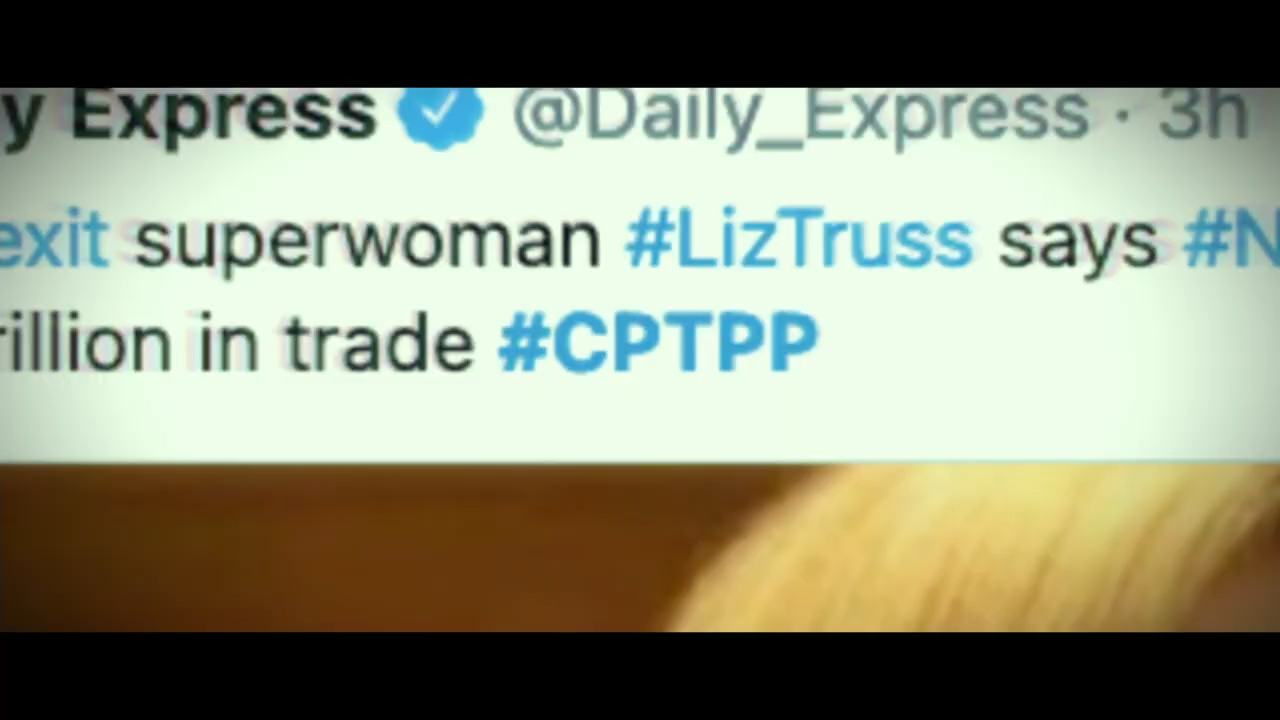 y Express @Daily_Express · 3h
exit superwoman #LizTruss says #N
rillion in trade #CPTPP